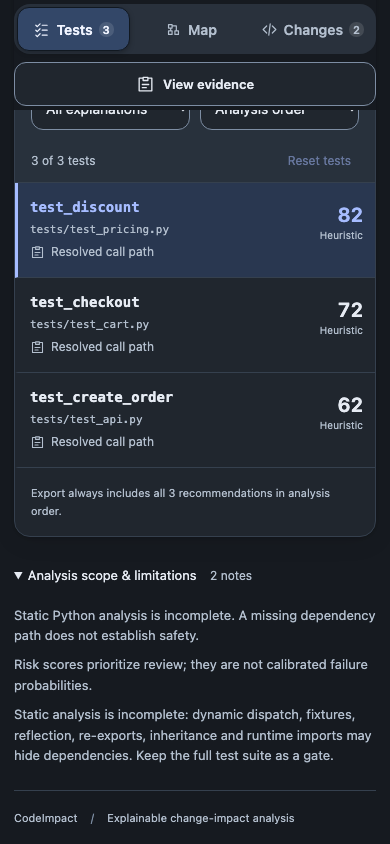 Tests 3
Map
Changes 2
View evidence
All explanations
Analysis order
3 of 3 tests
Reset tests
test_discount
82
tests/test_pricing.py
Heuristic
Resolved call path
test_checkout
72
tests/test_cart.py
Heuristic
Resolved call path
test_create_order
62
tests/test_api.py
Heuristic
Resolved call path
Export always includes all 3 recommendations in analysis
order.
▼ Analysis scope & limitations 2 notes
Static Python analysis is incomplete. A missing dependency
path does not establish safety.
Risk scores prioritize review; they are not calibrated failure
probabilities.
Static analysis is incomplete: dynamic dispatch, fixtures,
reflection, re-exports, inheritance and runtime imports may
hide dependencies. Keep the full test suite as a gate.
CodeImpact / Explainable change-impact analysis